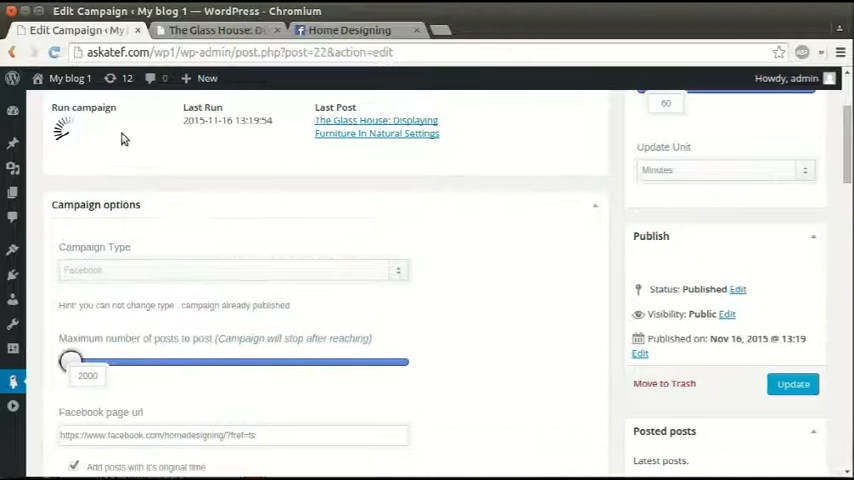 Edit Campaign ‹ My blog 1 — WordPress - Chromium
Edit Campaign ‹ My
The Glass House: D
Home Designing
askatef.com/wp1/wp-admin/post.php?post=22&action=edit
ABP
My blog 1
12
0
New
Howdy, admin
Run campaign
Last Run
Last Post
2015-11-16 13:19:54
The Glass House: Displaying
Furniture In Natural Settings
60
Update Unit
Minutes
Campaign options
Campaign Type
Facebook
Hint' you can not change type . campaign already published
Maximum number of posts to post (Campaign will stop after reaching)
2000
Facebook page url
https://www.facebook.com/homedesigning/?fref=ts
Add posts with it's original time
Publish
Status: Published Edit
Visibility: Public Edit
Published on: Nov 16, 2015 @ 13:19
Edit
Move to Trash
Update
Posted posts
Latest posts.